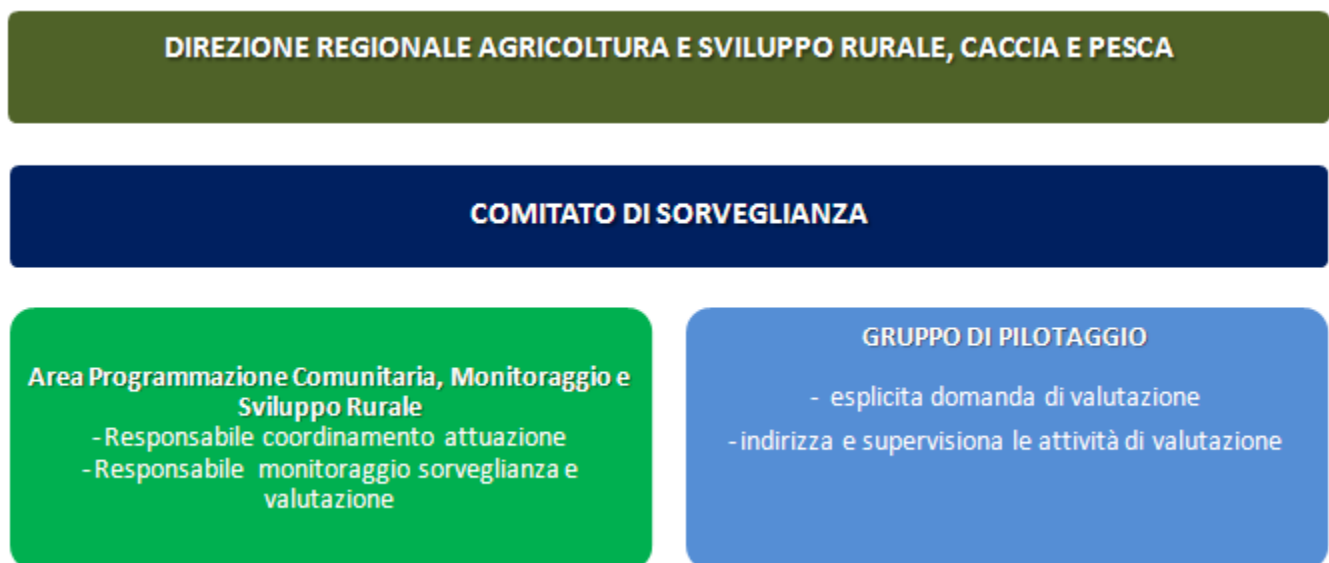 DIREZIONE REGIONALE AGRICOLTURA E SVILUPPO RURALE, CACCIA E PESCA
COMITATO DI SORVEGLIANZA
Area Programmazione Comunitaria, Monitoraggio e
Sviluppo Rurale
-Responsabile coordinamento attuazione
-Responsabile monitoraggio sorveglianza e
valutazione
GRUPPO DI PILOTAGGIO
- esplicita domanda di valutazione
-indirizza e supervisiona le attività di valutazione